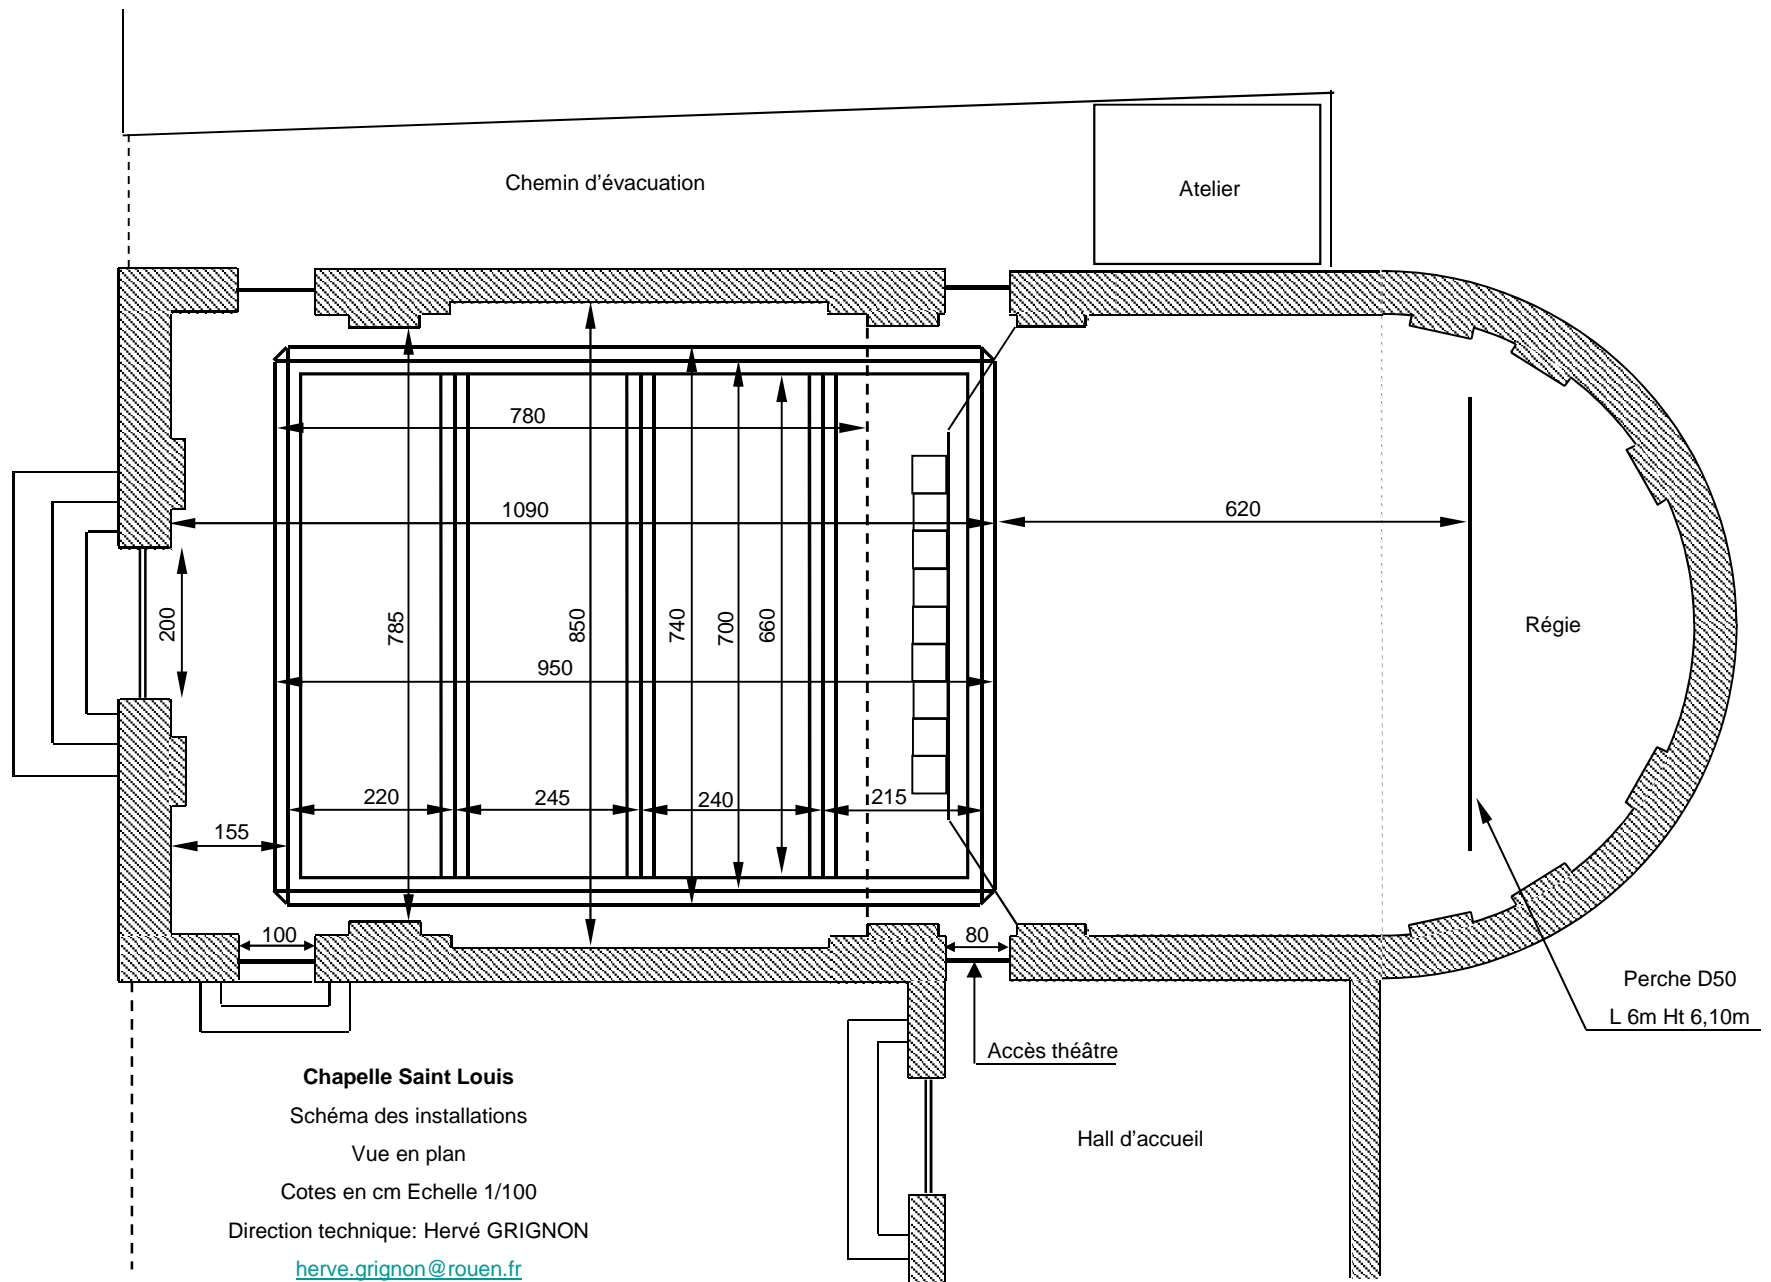 Chemin d’évacuation
Atelier
780
1090
620
200
785
850
740
700
660
Régie
950
220
245
240
215
155
100
80
Perche D50
L 6m Ht 6,10m
Accès théâtre
Hall d’accueil
Chapelle Saint Louis
Schéma des installations
Vue en plan
Cotes en cm Echelle 1/100
Direction technique: Hervé GRIGNON
herve.grignon@rouen.fr